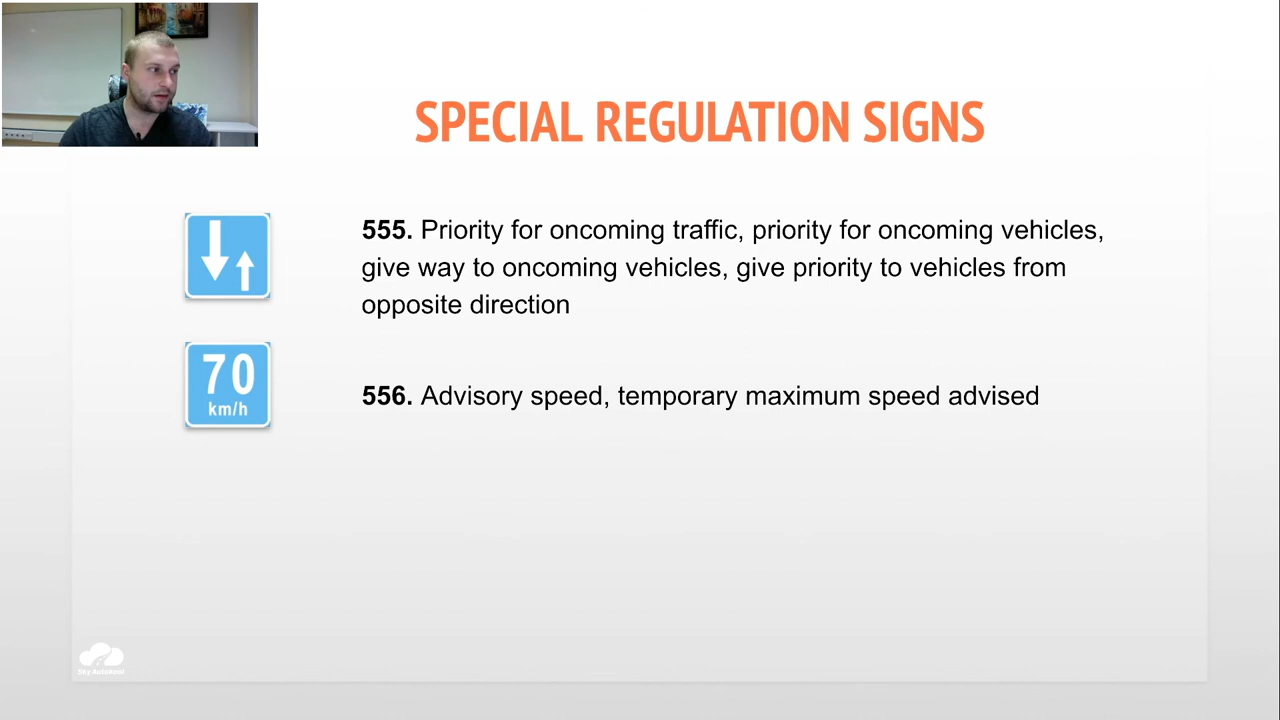 SPECIAL REGULATION SIGNS
555. Priority for oncoming traffic, priority for oncoming vehicles,
give way to oncoming vehicles, give priority to vehicles from
opposite direction
70
km/h
556. Advisory speed, temporary maximum speed advised